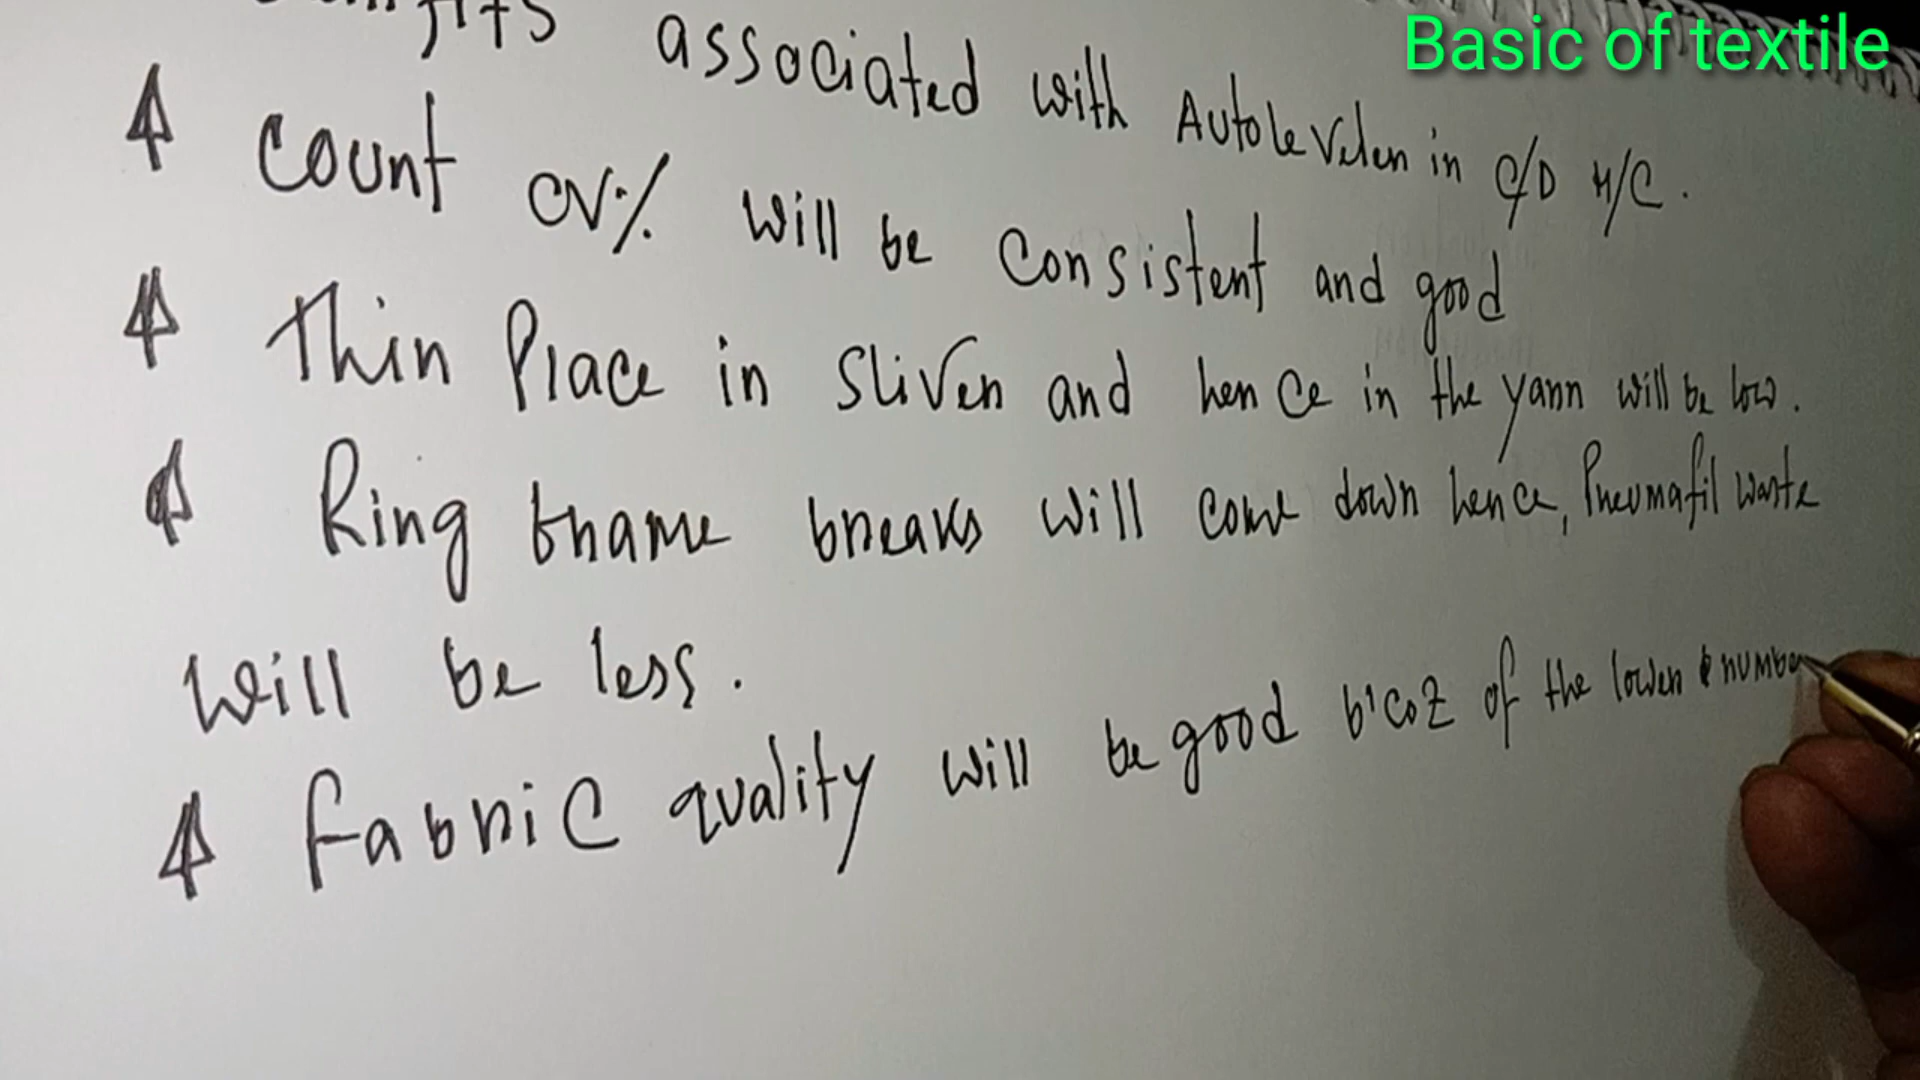 Basic of textile
associated with Autoleveler in C/D M/C.
Count CV% will be consistent and good
Thin Place in Sliver and hence in the yarn will be low.
Ring frame breaks will come down hence, Pneumafil waste
will be less.
Fabric quality will be good b'coz of the lower number